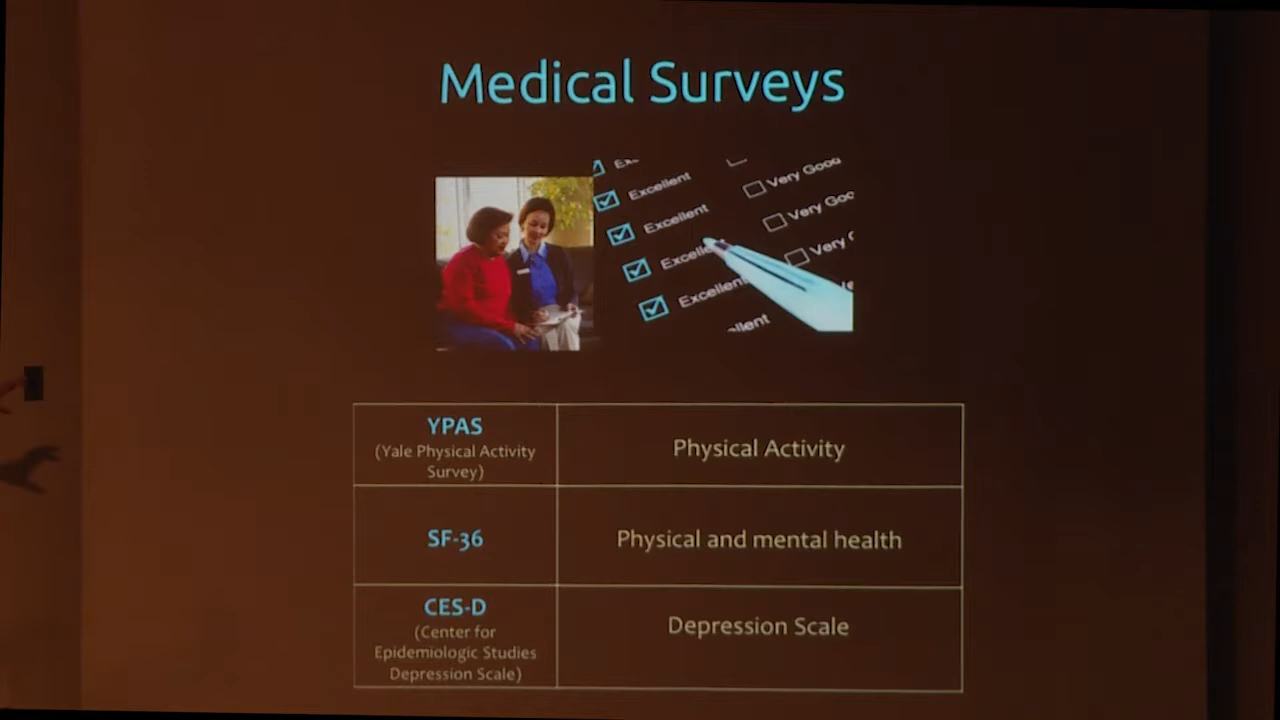 Medical Surveys
Excellent
Very Good
Excellent
Very
Excellent
Excellent
YPAS
(Yale Physical Activity
Survey)
Physical Activity
SF-36
Physical and mental health
CES-D
(Center for
Epidemiologic Studies
Depression Scale)
Depression Scale